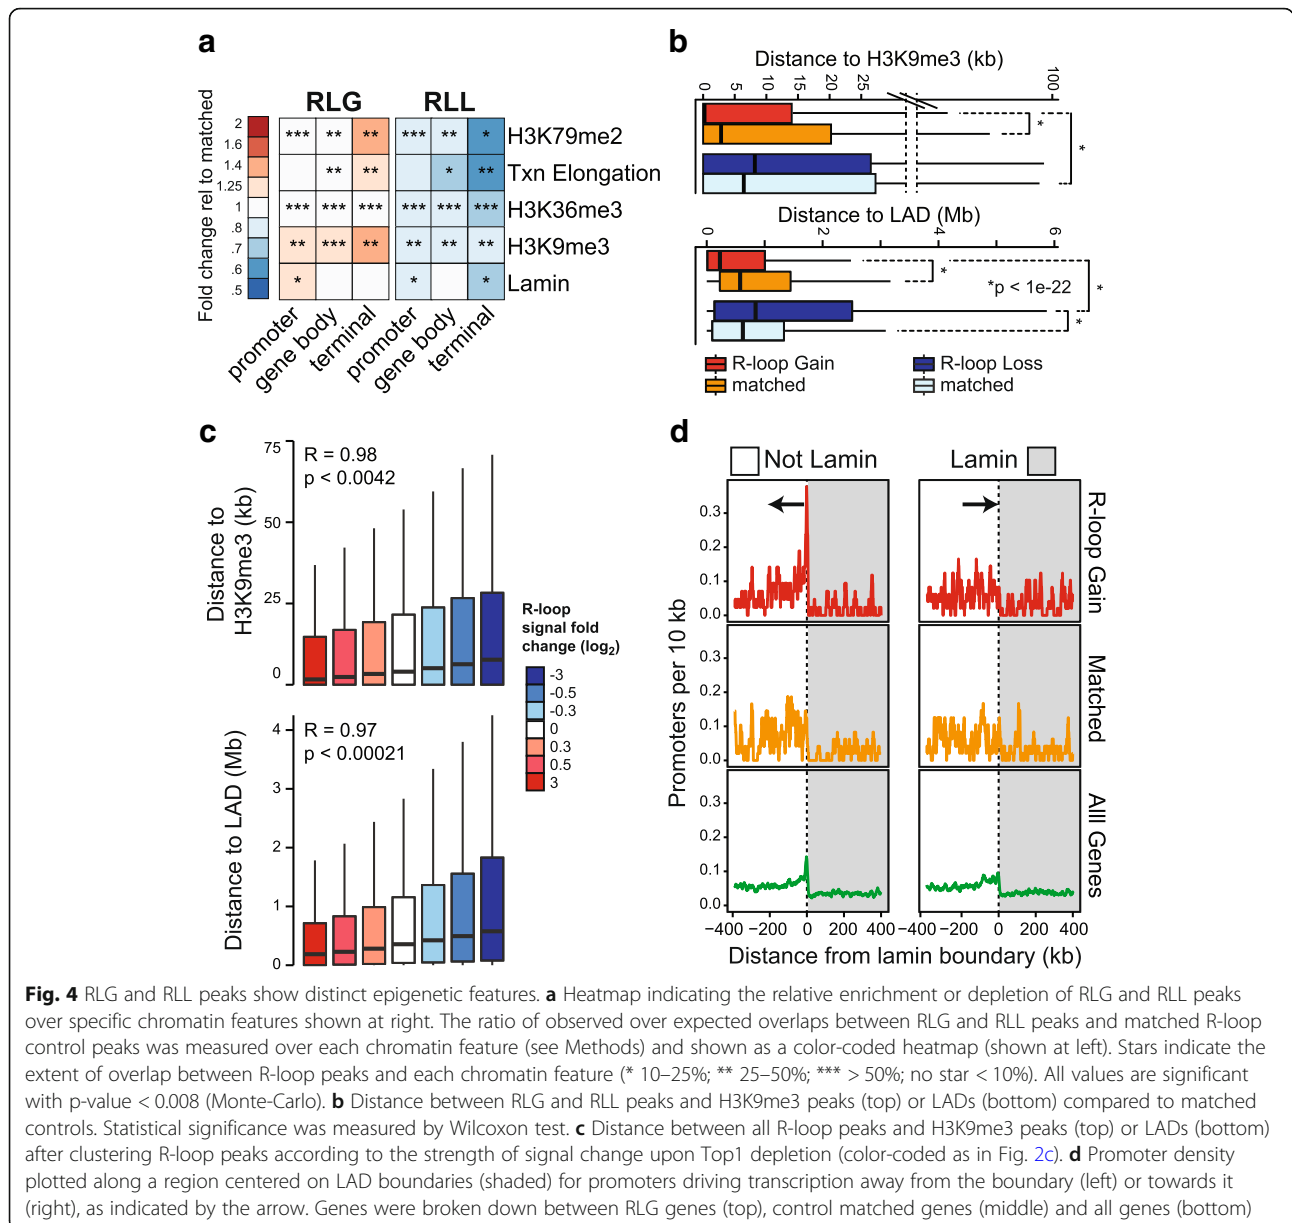 a
RLG RLL
Fold change rel to matched
2
1.6
1.4
1.25
1
.8
.7
.6
.5
*** ** ** *** ** * H3K79me2
** ** * ** Txn Elongation
*** *** *** *** *** *** H3K36me3
** *** ** ** ** ** H3K9me3
* * * Lamin
promoter gene body terminal promoter gene body terminal
b
Distance to H3K9me3 (kb)
0 5 10 15 20 25 100
*
*
Distance to LAD (Mb)
0 2 4 6
*
*
*
*p < 1e-22
R-loop Gain R-loop Loss
matched matched
c
R = 0.98
p < 0.0042
Distance to
H3K9me3 (kb)
75
50
25
0
R = 0.97
p < 0.00021
Distance to LAD (Mb)
4
3
2
1
0
R-loop
signal fold
change (log2)
-3
-0.5
-0.3
0
0.3
0.5
3
d
Not Lamin Lamin
Promoters per 10 kb
0.3
0.2
0.1
0.0
R-loop Gain
0.3
0.2
0.1
0.0
Matched
0.3
0.2
0.1
0.0
Alll Genes
−400 −200 0 200 400 −400 −200 0 200 400
Distance from lamin boundary (kb)
Fig. 4 RLG and RLL peaks show distinct epigenetic features. a Heatmap indicating the relative enrichment or depletion of RLG and RLL peaks
over specific chromatin features shown at right. The ratio of observed over expected overlaps between RLG and RLL peaks and matched R-loop
control peaks was measured over each chromatin feature (see Methods) and shown as a color-coded heatmap (shown at left). Stars indicate the
extent of overlap between R-loop peaks and each chromatin feature (* 10–25%; ** 25–50%; *** > 50%; no star < 10%). All values are significant
with p-value < 0.008 (Monte-Carlo). b Distance between RLG and RLL peaks and H3K9me3 peaks (top) or LADs (bottom) compared to matched
controls. Statistical significance was measured by Wilcoxon test. c Distance between all R-loop peaks and H3K9me3 peaks (top) or LADs (bottom)
after clustering R-loop peaks according to the strength of signal change upon Top1 depletion (color-coded as in Fig. 2c). d Promoter density
plotted along a region centered on LAD boundaries (shaded) for promoters driving transcription away from the boundary (left) or towards it
(right), as indicated by the arrow. Genes were broken down between RLG genes (top), control matched genes (middle) and all genes (bottom)